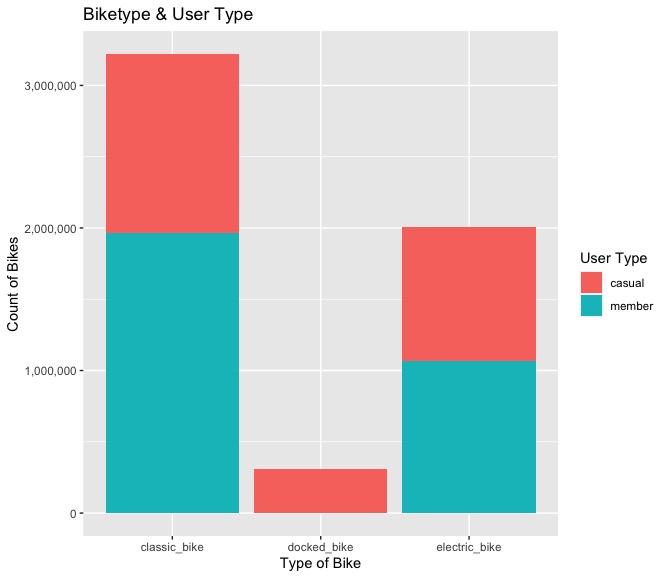 Biketype & User Type
Count of Bikes
3,000,000
2,000,000
1,000,000
0
classic_bike
docked_bike
electric_bike
Type of Bike
User Type
casual
member